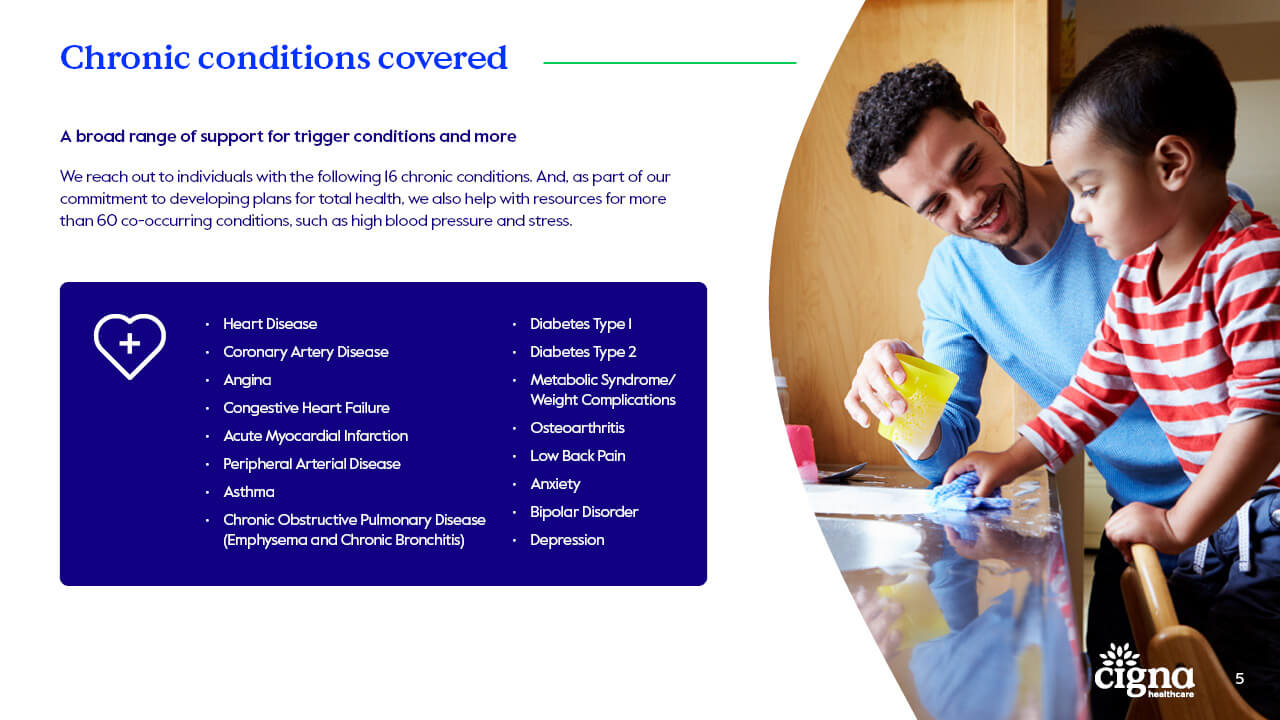 Chronic conditions covered
A broad range of support for trigger conditions and more
We reach out to individuals with the following 16 chronic conditions. And, as part of our
commitment to developing plans for total health, we also help with resources for more
than 60 co-occurring conditions, such as high blood pressure and stress.
• Heart Disease
• Coronary Artery Disease
• Angina
• Congestive Heart Failure
• Acute Myocardial Infarction
• Peripheral Arterial Disease
• Asthma
• Chronic Obstructive Pulmonary Disease
(Emphysema and Chronic Bronchitis)
• Diabetes Type 1
• Diabetes Type 2
• Metabolic Syndrome/
Weight Complications
• Osteoarthritis
• Low Back Pain
• Anxiety
• Bipolar Disorder
• Depression
cigna
healthcare
5